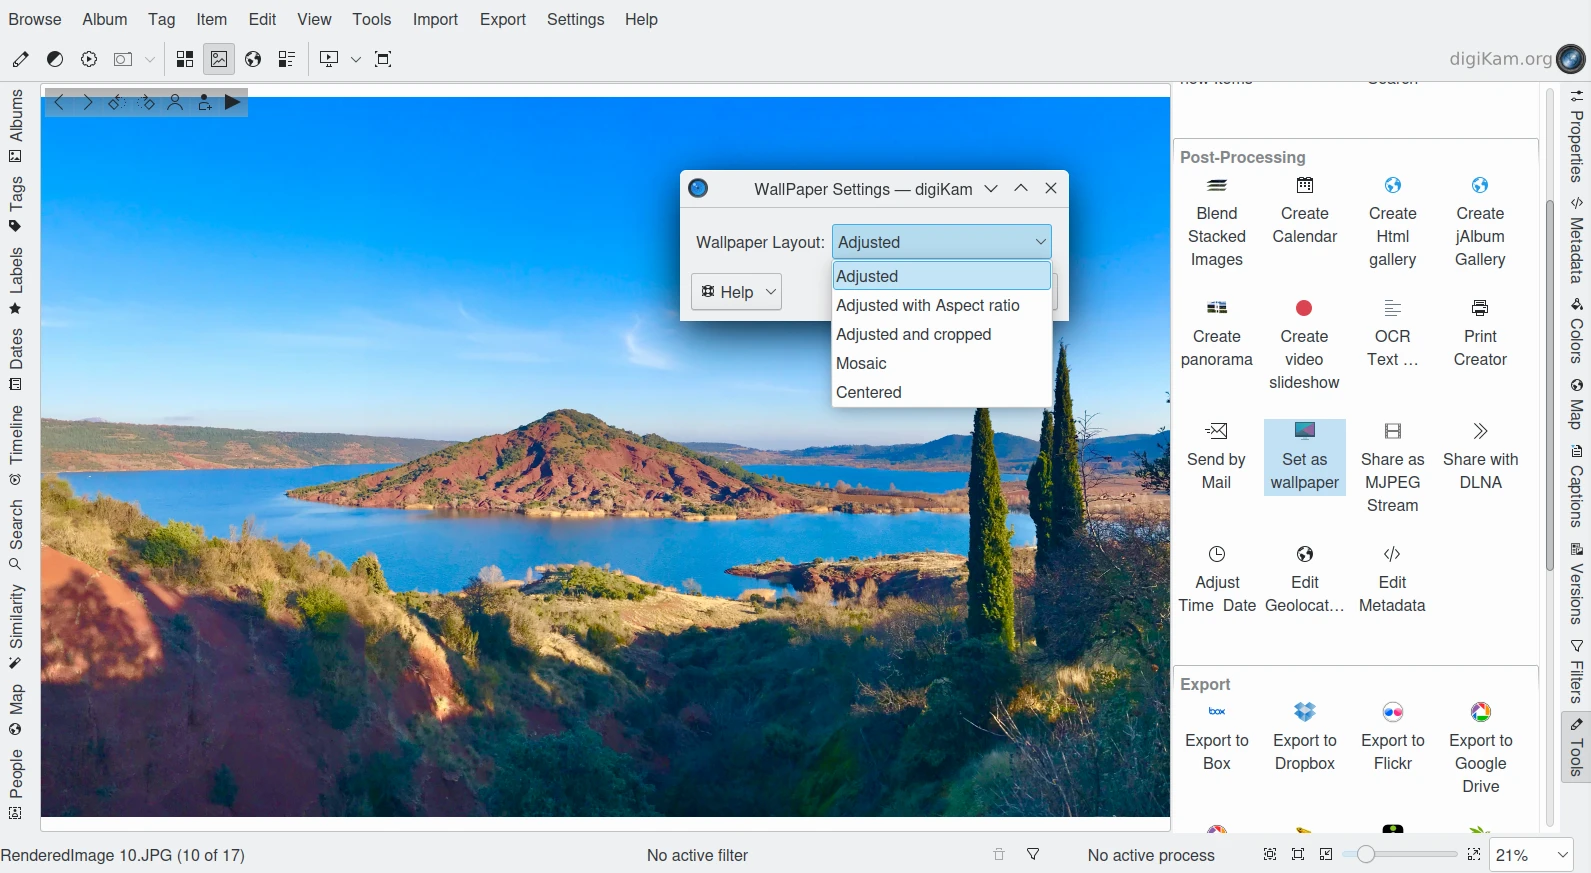 Browse Album Tag Item Edit View Tools Import Export Settings Help
digiKam.org
Albums
Tags
Labels
Dates
Timeline
Search
Similarity
Map
People
WallPaper Settings — digiKam
Wallpaper Layout: Adjusted
Help
Adjusted
Adjusted with Aspect ratio
Adjusted and cropped
Mosaic
Centered
Post-Processing
Blend
Stacked
Images
Create
Calendar
Create
Html
gallery
Create
jAlbum
Gallery
Create
panorama
Create
video
slideshow
OCR
Text ...
Print
Creator
Send by
Mail
Set as
wallpaper
Share as
MJPEG
Stream
Share with
DLNA
Adjust
Time Date
Edit
Geolocat...
Edit
Metadata
Export
box
Export to
Box
Export to
Dropbox
Export to
Flickr
Export to
Google
Drive
Properties
Metadata
Colors
Map
Captions
Versions
Filters
Tools
RenderedImage 10.JPG (10 of 17)
No active filter
No active process
21%